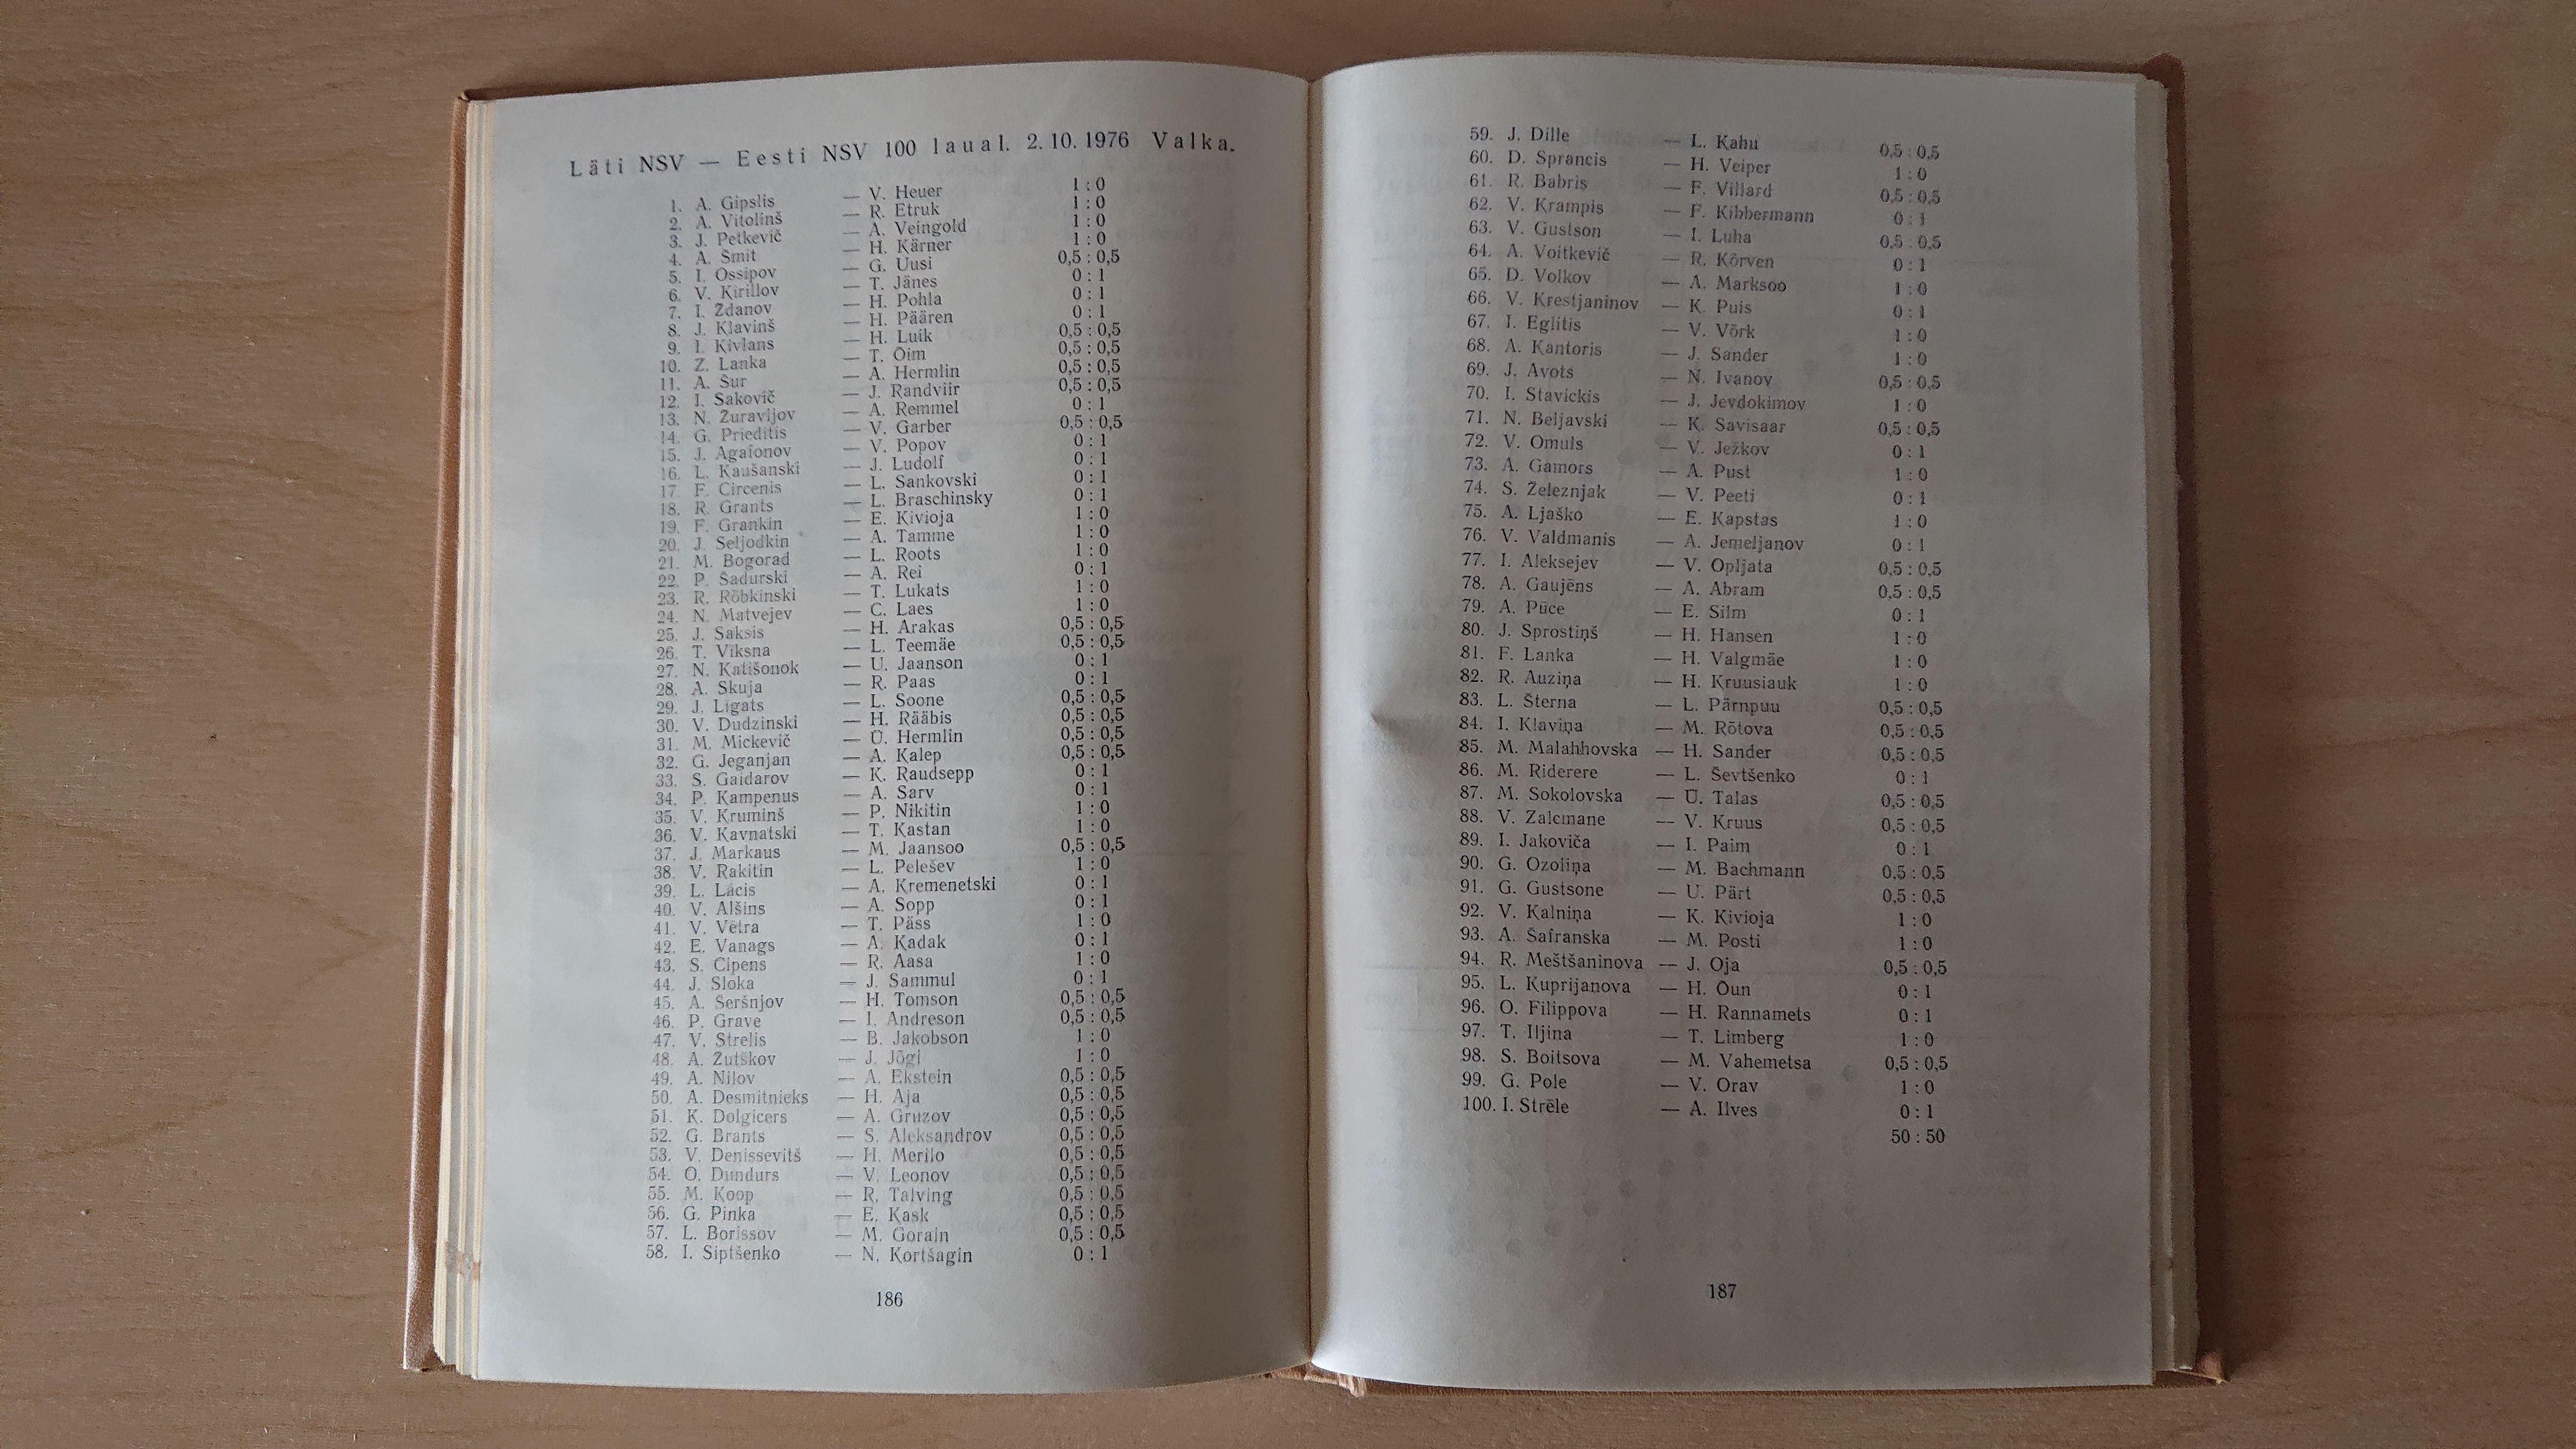 Läti NSV — Eesti NSV 100 laual. 2. 10. 1976 Valka.
1. A. Gipslis — V. Heuer 1 : 0
2. A. Vitolinš — R. Etruk 1 : 0
3. J. Petkevič — A. Veingold 1 : 0
4. A. Šmit — H. Kärner 1 : 0
5. I. Ossipov — G. Uusi 0,5 : 0,5
6. V. Kirillov — T. Jänes 0 : 1
7. I. Ždanov — H. Pohla 0 : 1
8. J. Klavinš — H. Päären 0 : 1
9. I. Kivlans — H. Luik 0,5 : 0,5
10. Z. Lanka — T. Õim 0,5 : 0,5
11. A. Šur — A. Hermlin 0,5 : 0,5
12. I. Sakovič — J. Randviir 0,5 : 0,5
13. N. Žuravljov — A. Remmel 0 : 1
14. G. Prieditis — V. Garber 0,5 : 0,5
15. J. Agafonov — V. Popov 0 : 1
16. L. Kaušanski — J. Ludolf 0 : 1
17. F. Circenis — L. Sankovski 0 : 1
18. R. Grants — L. Braschinsky 0 : 1
19. F. Grankin — E. Kivioja 1 : 0
20. J. Seljodkin — A. Tamme 1 : 0
21. M. Bogorad — L. Roots 1 : 0
22. P. Šadurski — A. Rei 0 : 1
23. R. Rõbkinski — T. Lukats 1 : 0
24. N. Matvejev — C. Laes 1 : 0
25. J. Saksis — H. Arakas 0,5 : 0,5
26. T. Viksna — L. Teemäe 0,5 : 0,5
27. N. Katišonok — U. Jaanson 0 : 1
28. A. Skuja — R. Paas 0 : 1
29. J. Ligats — L. Soone 0,5 : 0,5
30. V. Dudzinski — H. Rääbis 0,5 : 0,5
31. M. Mickevič — Ü. Hermlin 0,5 : 0,5
32. G. Jeganjan — A. Kalep 0,5 : 0,5
33. S. Gaidarov — K. Raudsepp 0 : 1
34. P. Kampenus — A. Sarv 0 : 1
35. V. Kruminš — P. Nikitin 1 : 0
36. V. Kavnatski — T. Kastan 1 : 0
37. J. Markaus — M. Jaansoo 0,5 : 0,5
38. V. Rakitin — L. Pelešev 1 : 0
39. L. Lācis — A. Kremenetski 0 : 1
40. V. Alšins — A. Sopp 0 : 1
41. V. Vētra — T. Päss 1 : 0
42. E. Vanags — A. Kadak 0 : 1
43. S. Cipens — R. Aasa 1 : 0
44. J. Sloka — J. Sammul 0 : 1
45. A. Šeršnjov — H. Tomson 0,5 : 0,5
46. P. Grave — I. Andreson 0,5 : 0,5
47. V. Strelis — B. Jakobson 1 : 0
48. A. Zutškov — J. Jõgi 1 : 0
49. A. Nilov — A. Ekstein 0,5 : 0,5
50. A. Desmitnieks — H. Aja 0,5 : 0,5
51. K. Dolgicers — A. Gruzov 0,5 : 0,5
52. G. Brants — S. Aleksandrov 0,5 : 0,5
53. V. Denissevitš — H. Merilo 0,5 : 0,5
54. O. Dundurs — V. Leonov 0,5 : 0,5
55. M. Koop — R. Talving 0,5 : 0,5
56. G. Pinka — E. Kask 0,5 : 0,5
57. L. Borissov — M. Gorain 0,5 : 0,5
58. I. Siptšenko — N. Kortšagin 0 : 1
186
59. J. Dille — L. Kahu 0,5 : 0,5
60. D. Sprancis — H. Veiper 1 : 0
61. R. Babris — F. Villard 0,5 : 0,5
62. V. Krampis — F. Kibbermann 0 : 1
63. V. Gustson — I. Luha 0,5 : 0,5
64. A. Voitkevič — R. Kõrven 0 : 1
65. D. Volkov — A. Marksoo 1 : 0
66. V. Krestjaninov — K. Puis 0 : 1
67. I. Eglitis — V. Võrk 1 : 0
68. A. Kantoris — J. Sander 1 : 0
69. J. Avots — N. Ivanov 0,5 : 0,5
70. I. Stavickis — J. Jevdokimov 1 : 0
71. N. Beljavski — K. Savisaar 0,5 : 0,5
72. V. Omuls — V. Ježkov 0 : 1
73. A. Gamors — A. Pust 1 : 0
74. S. Železnjak — V. Peeti 0 : 1
75. A. Ljaško — E. Kapstas 1 : 0
76. V. Valdmanis — A. Jemeljanov 0 : 1
77. I. Aleksejev — V. Opljata 0,5 : 0,5
78. A. Gaujēns — A. Abram 0,5 : 0,5
79. A. Pūce — E. Silm 0 : 1
80. J. Sprostiņš — H. Hansen 1 : 0
81. F. Lanka — H. Valgmäe 1 : 0
82. R. Auziņa — H. Kruusiauk 1 : 0
83. L. Šterna — L. Pärnpuu 0,5 : 0,5
84. I. Klaviņa — M. Rõtova 0,5 : 0,5
85. M. Malahhovska — H. Sander 0,5 : 0,5
86. M. Riderere — L. Ševtšenko 0 : 1
87. M. Sokolovska — Ü. Talas 0,5 : 0,5
88. V. Zalcmane — V. Kruus 0,5 : 0,5
89. I. Jakoviča — I. Paim 0 : 1
90. G. Ozoliņa — M. Bachmann 0,5 : 0,5
91. G. Gustsone — U. Pärt 0,5 : 0,5
92. V. Kalniņa — K. Kivioja 1 : 0
93. A. Šafranska — M. Posti 1 : 0
94. R. Meštšaninova — J. Oja 0,5 : 0,5
95. L. Kuprijanova — H. Õun 0 : 1
96. O. Filippova — H. Rannamets 0 : 1
97. T. Iljina — T. Limberg 1 : 0
98. S. Boitsova — M. Vahemetsa 0,5 : 0,5
99. G. Pole — V. Orav 1 : 0
100. I. Strēle — A. Ilves 0 : 1
50 : 50
187